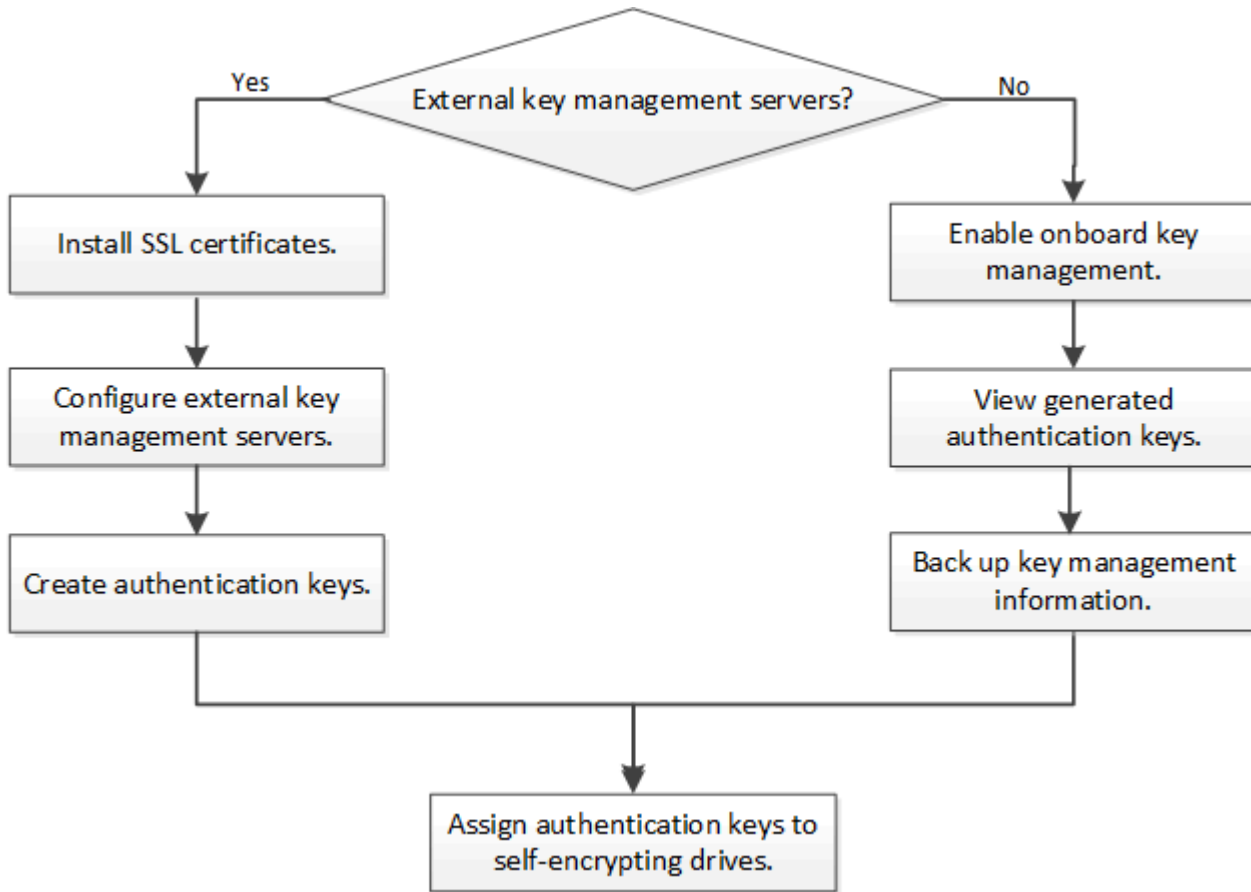 External key management servers?
Yes
No
Install SSL certificates.
Configure external key
management servers.
Create authentication keys.
Enable onboard key
management.
View generated
authentication keys.
Back up key management
information.
Assign authentication keys to
self-encrypting drives.